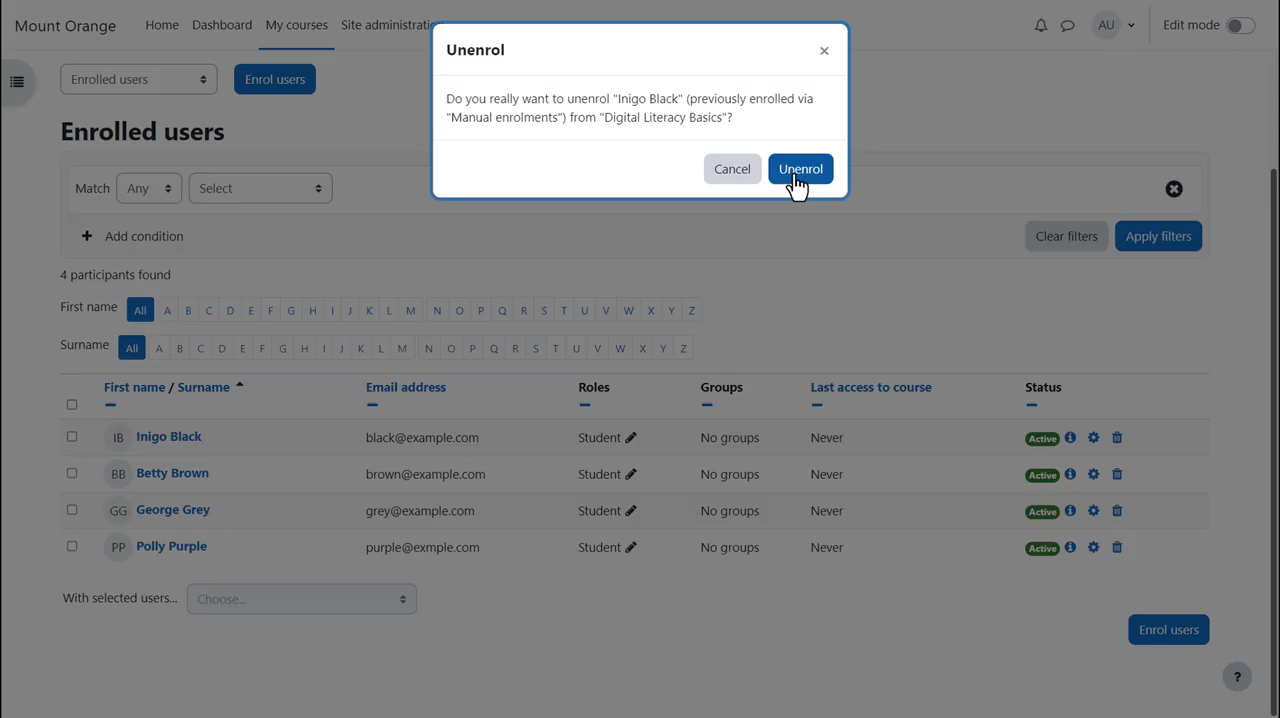 Mount Orange Home Dashboard My courses Site administratio AU Edit mode
Unenrol ×
Do you really want to unenrol "Inigo Black" (previously enrolled via
"Manual enrolments") from "Digital Literacy Basics"?
Cancel Unenrol
Enrolled users Enrol users
Enrolled users
Match Any Select
+ Add condition Clear filters Apply filters
4 participants found
First name All A B C D E F G H I J K L M N O P Q R S T U V W X Y Z
Surname All A B C D E F G H I J K L M N O P Q R S T U V W X Y Z
First name / Surname Email address Roles Groups Last access to course Status
IB Inigo Black black@example.com Student No groups Never Active
BB Betty Brown brown@example.com Student No groups Never Active
GG George Grey grey@example.com Student No groups Never Active
PP Polly Purple purple@exmple.com Student No groups Never Active
With selected users... Choose...
Enrol users
?